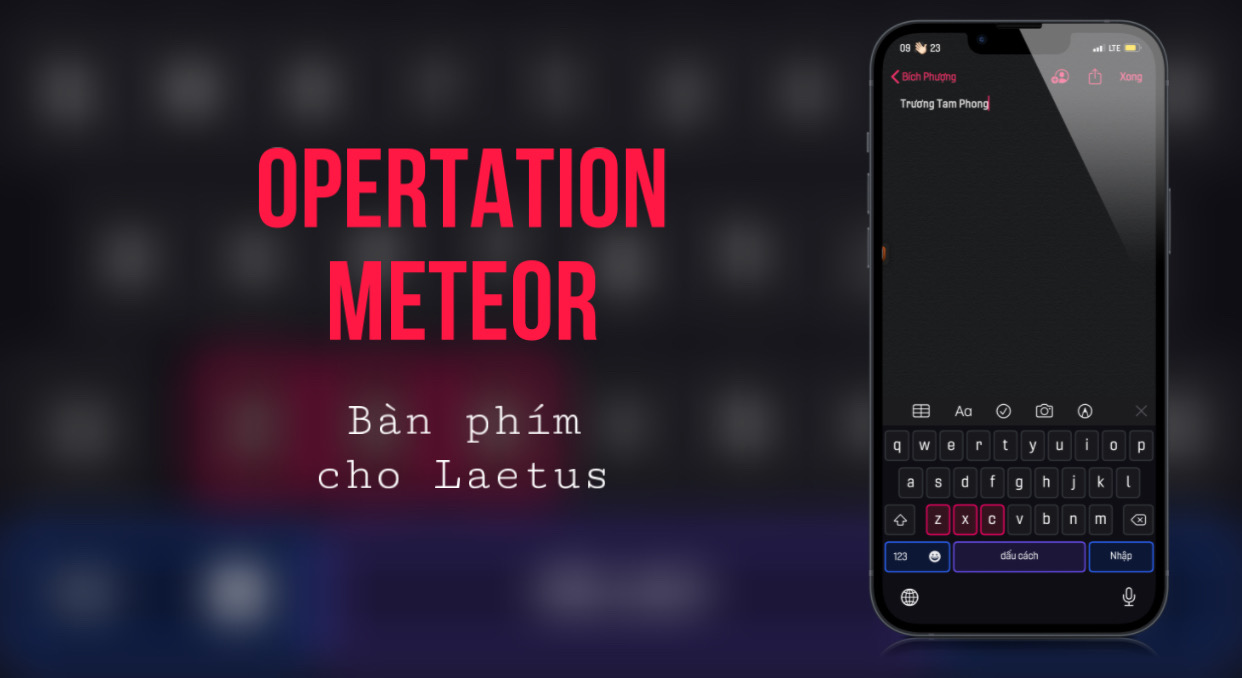 OPERTATION
METEOR
Bàn phím
cho Laetus
09 👋🏻 23
LTE
Bích Phượng
Xong
Trương Tam Phong
Aa
q w e r t y u i o p
a s d f g h j k l
z x c v b n m
123
dấu cách
Nhập